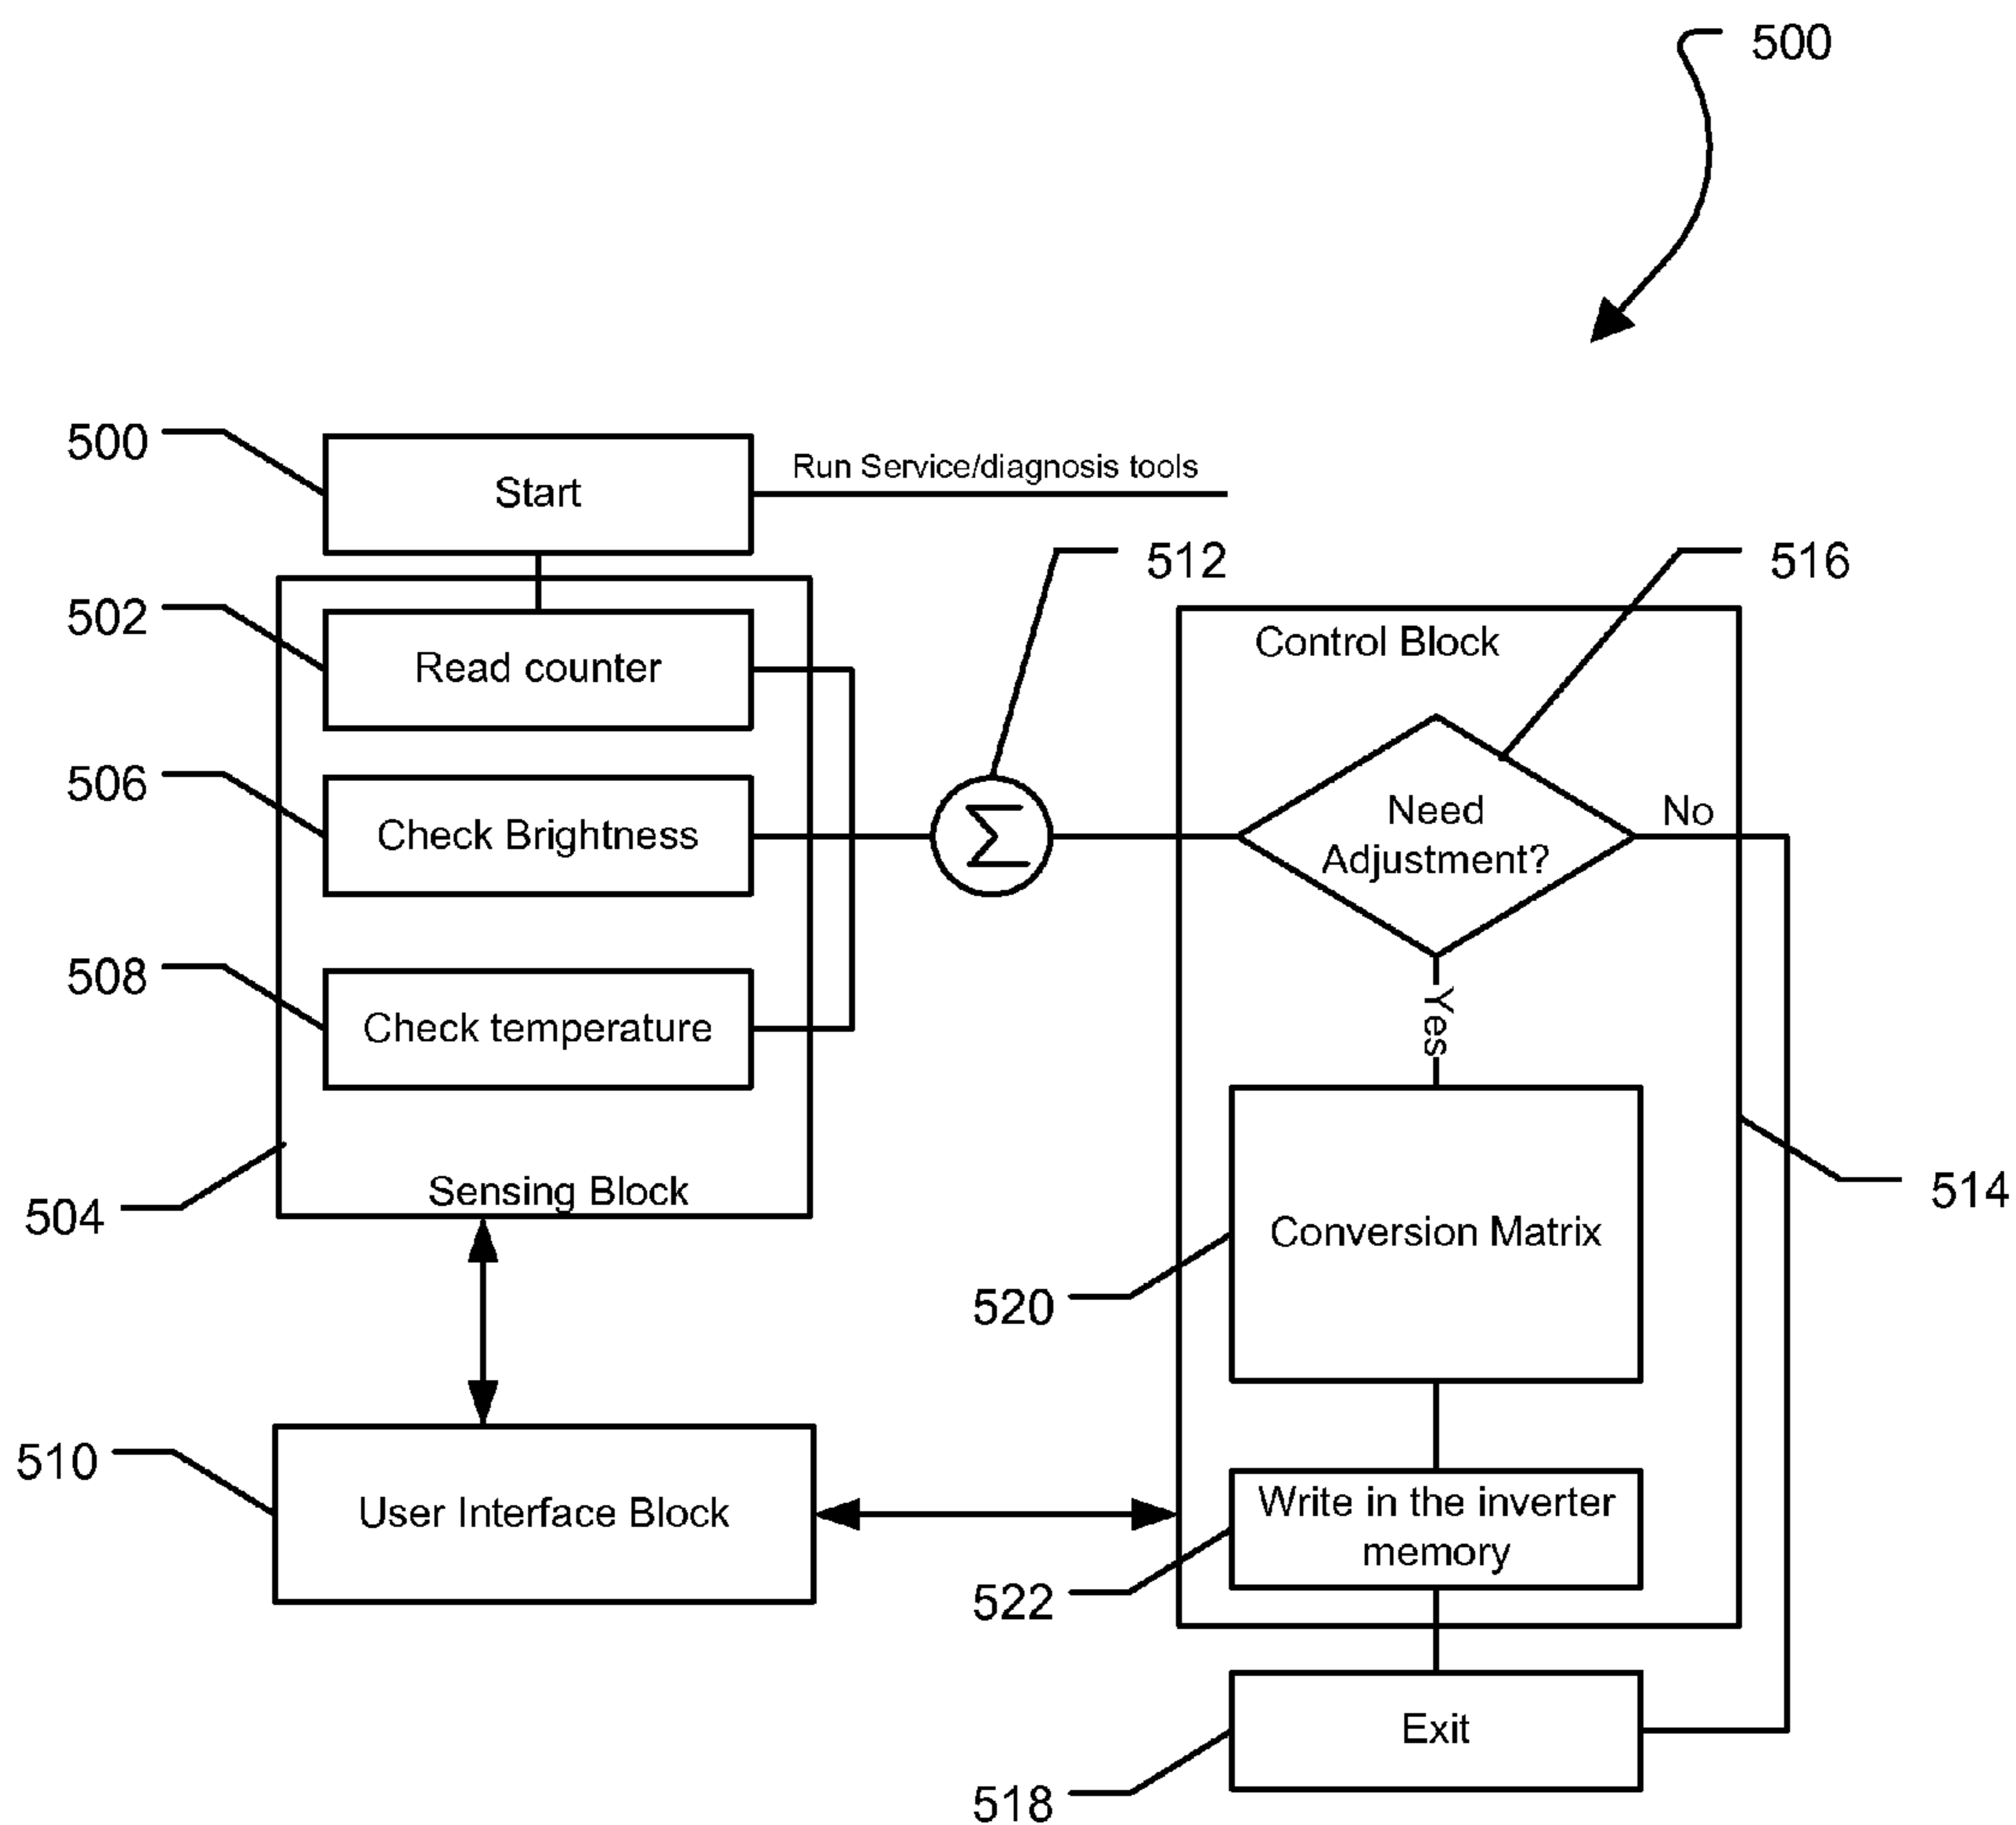 500
500
Start
Run Service/diagnosis tools
512
516
502
Read counter
Control Block
506
Check Brightness
Σ
Need
Adjustment?
No
508
Check temperature
Yes
504
Sensing Block
514
Conversion Matrix
520
510
User Interface Block
Write in the inverter
memory
522
Exit
518